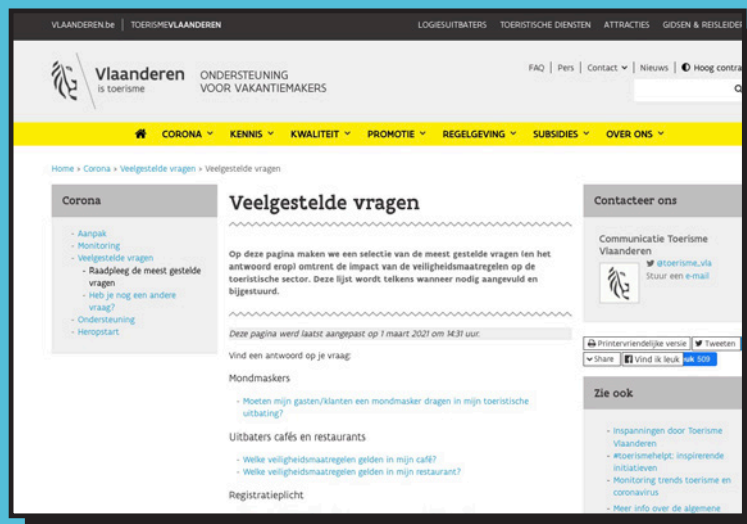 VLAANDEREN.be | TOERISMEVLAANDEREN
LOGIESUITBATERS TOERISTISCHE DIENSTEN ATTRACTIES GIDSEN & REISLEIDER
Vlaanderen
is toerisme
ONDERSTEUNING
VOOR VAKANTIEMAKERS
FAQ | Pers | Contact | Nieuws | Hoog contra
CORONA KENNIS KWALITEIT PROMOTIE REGELGEVING SUBSIDIES OVER ONS
Home > Corona > Veelgestelde vragen > Veelgestelde vragen
Corona
- Aanpak
- Monitoring
- Veelgestelde vragen
- Raadpleeg de meest gestelde
vragen
- Heb je nog een andere
vraag?
- Ondersteuning
- Heropstart
Veelgestelde vragen
Op deze pagina maken we een selectie van de meest gestelde vragen (en het
antwoord erop) omtrent de impact van de veiligheidsmaatregelen op de
toeristische sector. Deze lijst wordt telkens wanneer nodig aangevuld en
bijgestuurd.
Deze pagina werd laatst aangepast op 1 maart 2021 om 14:31 uur.
Vind een antwoord op je vraag:
Mondmaskers
- Moeten mijn gasten/klanten een mondmasker dragen in mijn toeristische
uitbating?
Uitbaters cafés en restaurants
- Welke veiligheidsmaatregelen gelden in mijn café?
- Welke veiligheidsmaatregelen gelden in mijn restaurant?
Registratieplicht
Contacteer ons
Communicatie Toerisme
Vlaanderen
@toerisme_vla
Stuur een e-mail
Printervriendelijke versie Tweeten
Share Vind ik leuk 509
Zie ook
- Inspanningen door Toerisme
Vlaanderen
- #toerismehelpt: inspirerende
initiatieven
- Monitoring trends toerisme en
coronavirus
- Meer info over de algemene